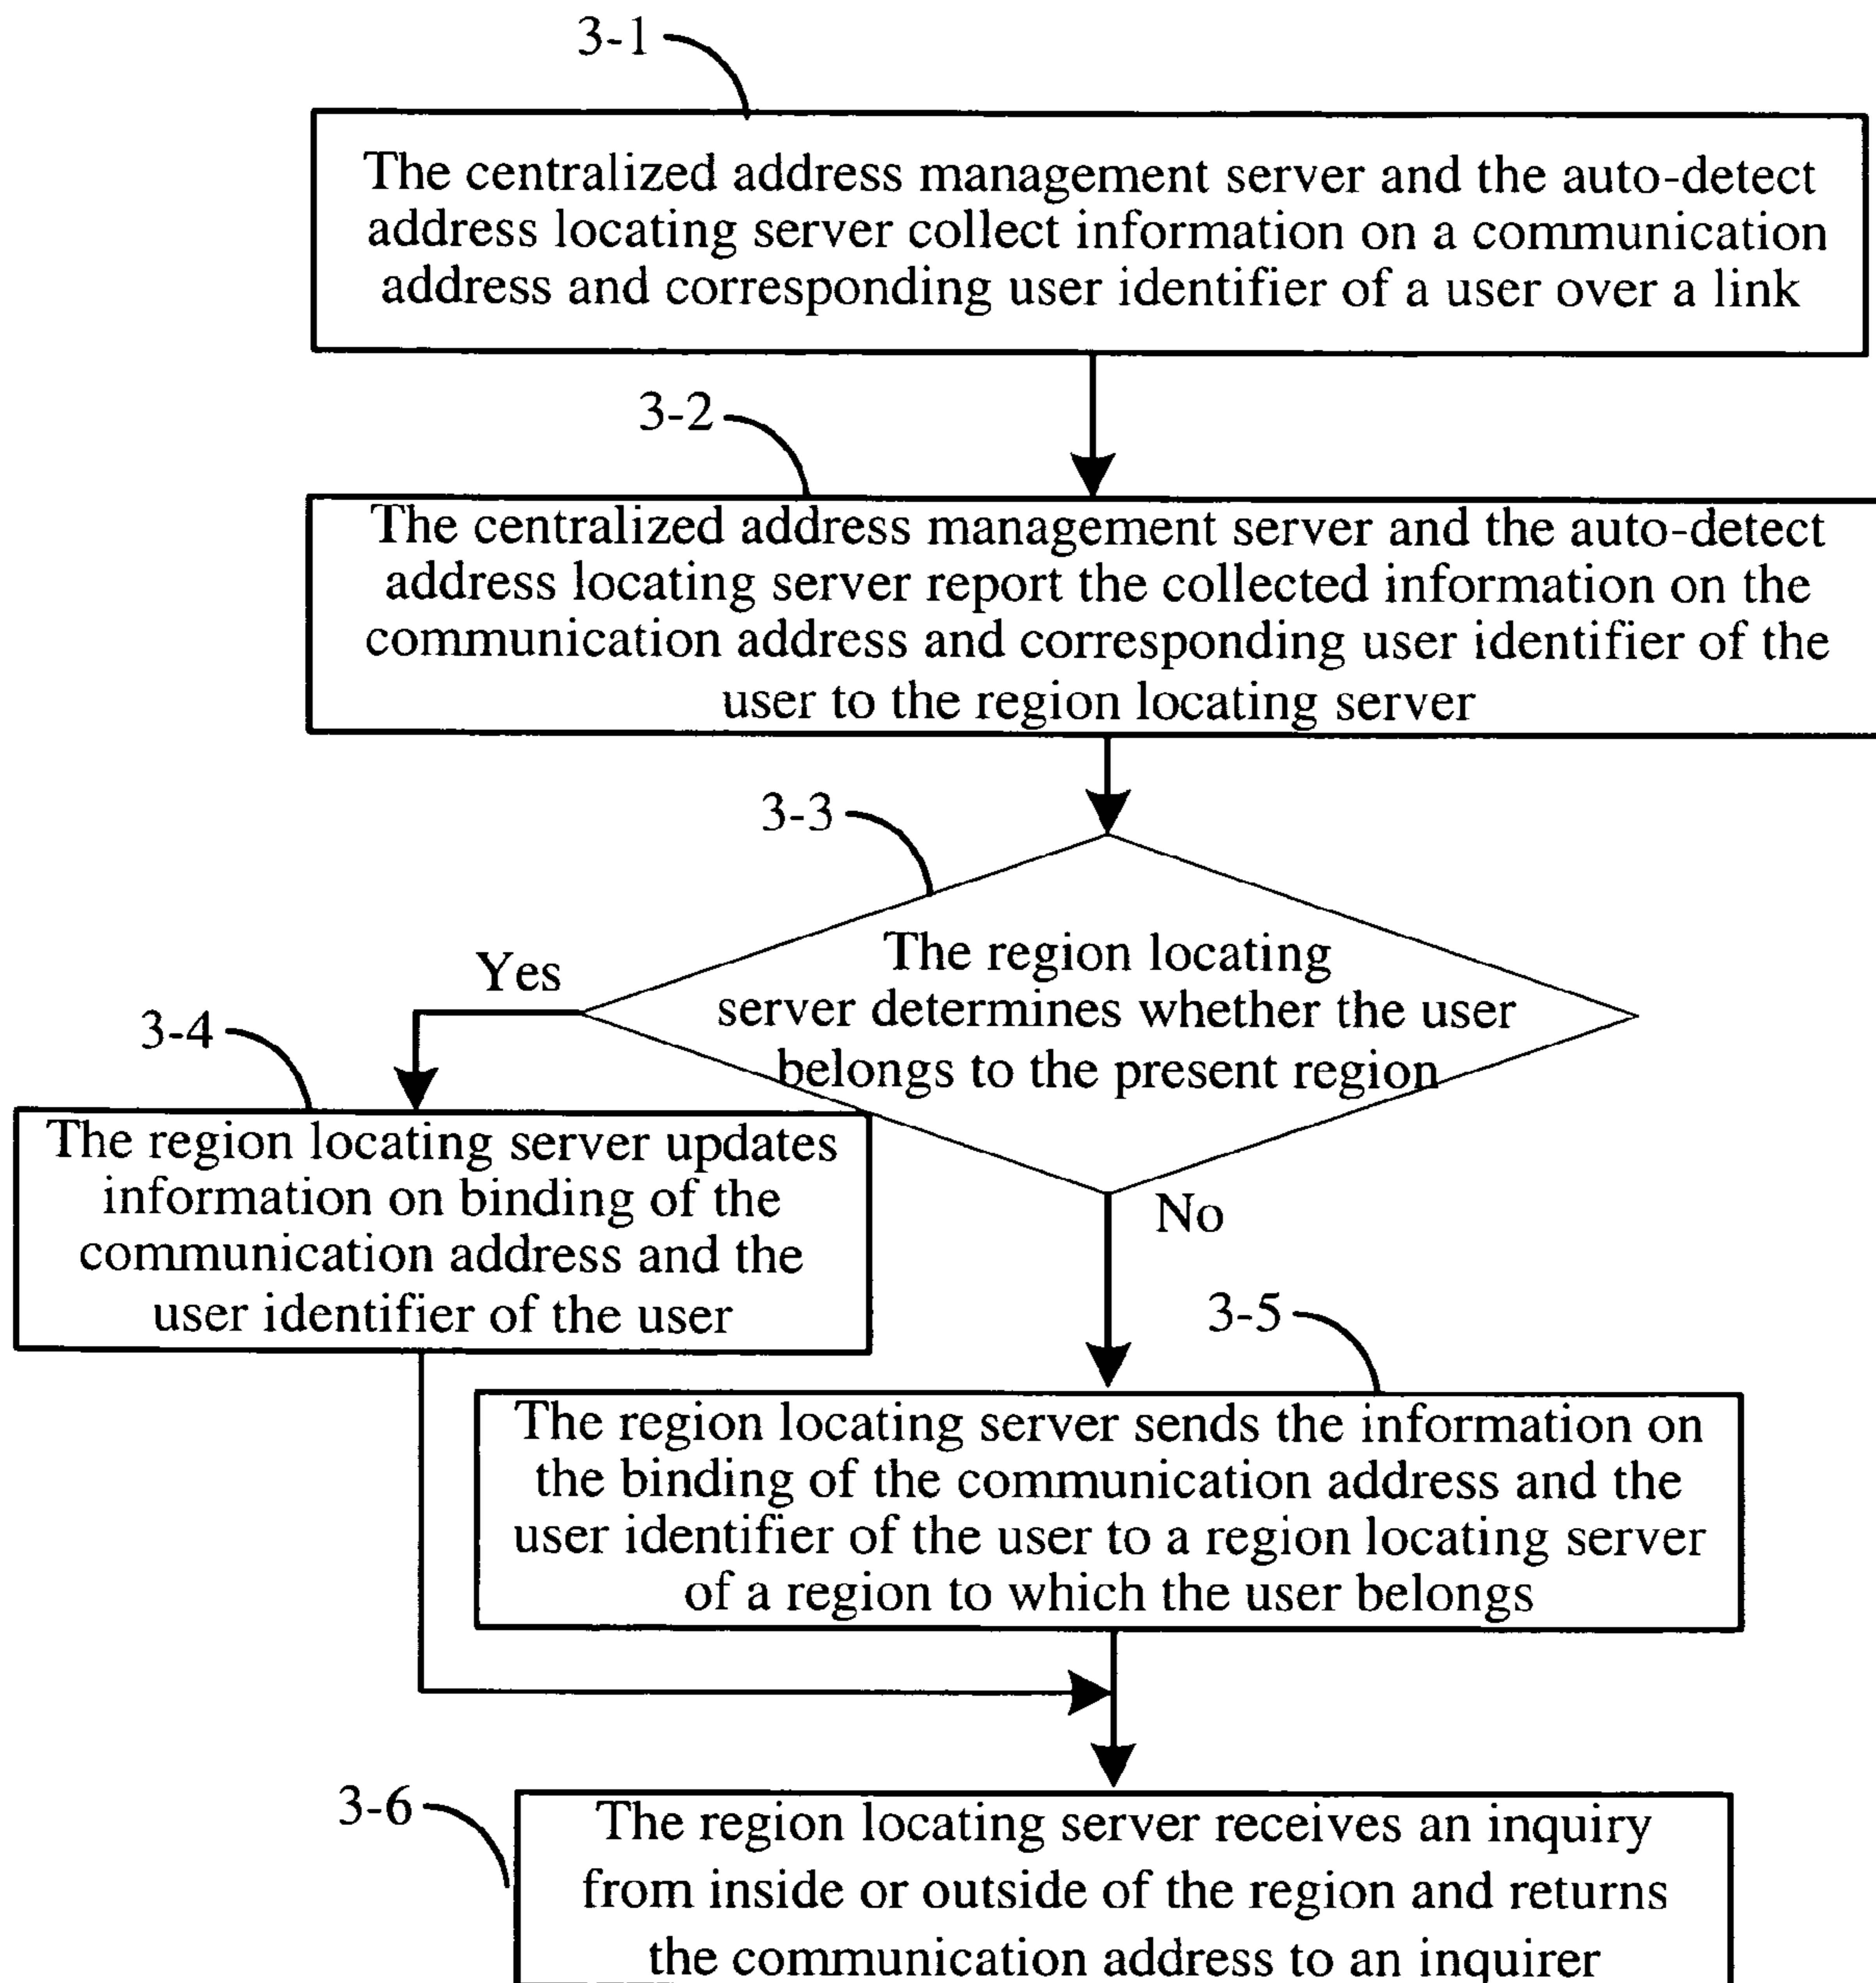 3-1
The centralized address management server and the auto-detect
address locating server collect information on a communication
address and corresponding user identifier of a user over a link
3-2
The centralized address management server and the auto-detect
address locating server report the collected information on the
communication address and corresponding user identifier of the
user to the region locating server
3-3
The region locating
server determines whether the user
belongs to the present region
Yes
3-4
The region locating server updates
information on binding of the
communication address and the
user identifier of the user
No
3-5
The region locating server sends the information on
the binding of the communication address and the
user identifier of the user to a region locating server
of a region to which the user belongs
3-6
The region locating server receives an inquiry
from inside or outside of the region and returns
the communication address to an inquirer